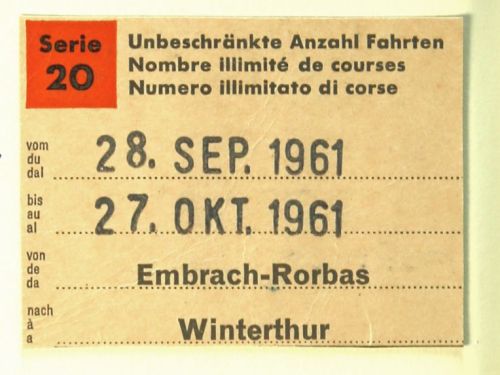 Serie
20
Unbeschränkte Anzahl Fahrten
Nombre illimité de courses
Numero illimitato di corse
vom
du
dal
28. SEP. 1961
bis
au
al
27. OKT. 1961
von
de
da
Embrach-Rorbas
nach
à
a
Winterthur